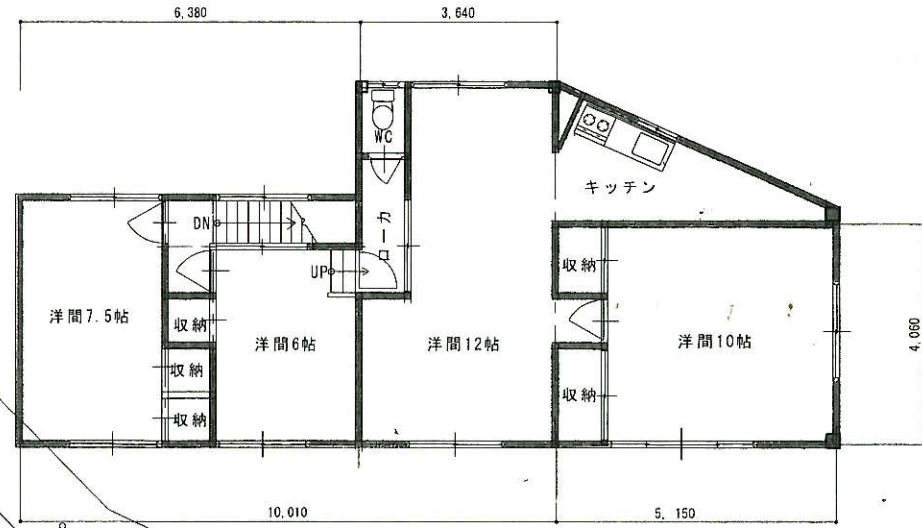 6,380
3,640
WC
キッチン
DN
ローカ
UP
収納
洋間7.5帖
収納
洋間6帖
洋間12帖
洋間10帖
収納
収納
収納
4,060
10,010
5,150